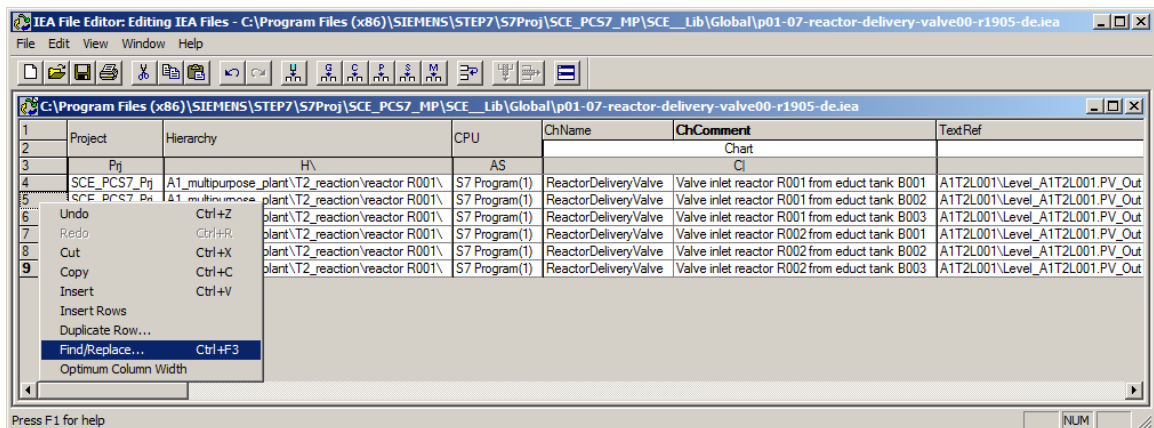 IEA File Editor: Editing IEA Files - C:\Program Files (x86)\SIEMENS\STEP7\S7Proj\SCE_PCS7_MP\SCE__Lib\Global\p01-07-reactor-delivery-valve00-r1905-de.iea
File Edit View Window Help
U G C P S M
C:\Program Files (x86)\SIEMENS\STEP7\S7Proj\SCE_PCS7_MP\SCE__Lib\Global\p01-07-reactor-delivery-valve00-r1905-de.iea
1 Project Hierarchy CPU ChName ChComment TextRef
2 Chart
3 Prj H\ AS C|
4 SCE_PCS7_Prj A1_multipurpose_plant\T2_reaction\reactor R001\ S7 Program(1) ReactorDeliveryValve Valve inlet reactor R001 from educt tank B001 A1T2L001\Level_A1T2L001.PV_Out
5 SCE_PCS7_Prj A1_multipurpose_plant\T2_reaction\reactor R001\ S7 Program(1) ReactorDeliveryValve Valve inlet reactor R001 from educt tank B002 A1T2L001\Level_A1T2L001.PV_Out
6 plant\T2_reaction\reactor R001\ S7 Program(1) ReactorDeliveryValve Valve inlet reactor R001 from educt tank B003 A1T2L001\Level_A1T2L001.PV_Out
7 plant\T2_reaction\reactor R001\ S7 Program(1) ReactorDeliveryValve Valve inlet reactor R002 from educt tank B001 A1T2L001\Level_A1T2L001.PV_Out
8 plant\T2_reaction\reactor R001\ S7 Program(1) ReactorDeliveryValve Valve inlet reactor R002 from educt tank B002 A1T2L001\Level_A1T2L001.PV_Out
9 plant\T2_reaction\reactor R001\ S7 Program(1) ReactorDeliveryValve Valve inlet reactor R002 from educt tank B003 A1T2L001\Level_A1T2L001.PV_Out
Undo Ctrl+Z
Redo Ctrl+R
Cut Ctrl+X
Copy Ctrl+C
Insert Ctrl+V
Insert Rows
Duplicate Row...
Find/Replace... Ctrl+F3
Optimum Column Width
Press F1 for help NUM